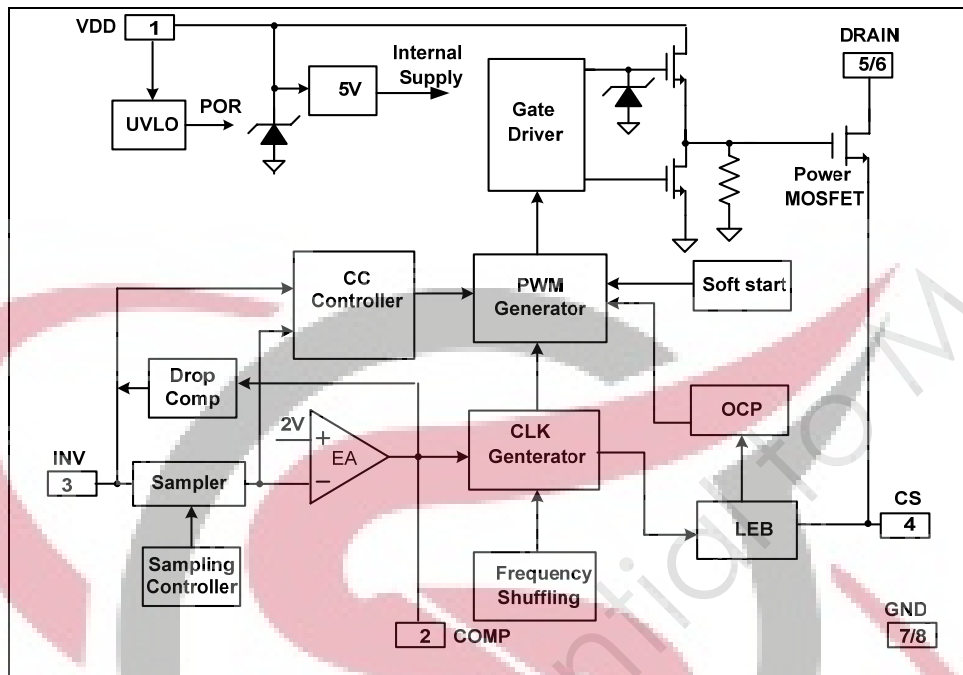 VDD 1
DRAIN
5/6
Internal
Supply
5V
UVLO
POR
Gate
Driver
Power
MOSFET
CC
Controller
PWM
Generator
Soft start
Drop
Comp
OCP
2V
+
EA
−
CLK
Genterator
INV
3
Sampler
CS
4
LEB
Sampling
Controller
Frequency
Shuffling
GND
7/8
2 COMP
ntial to M